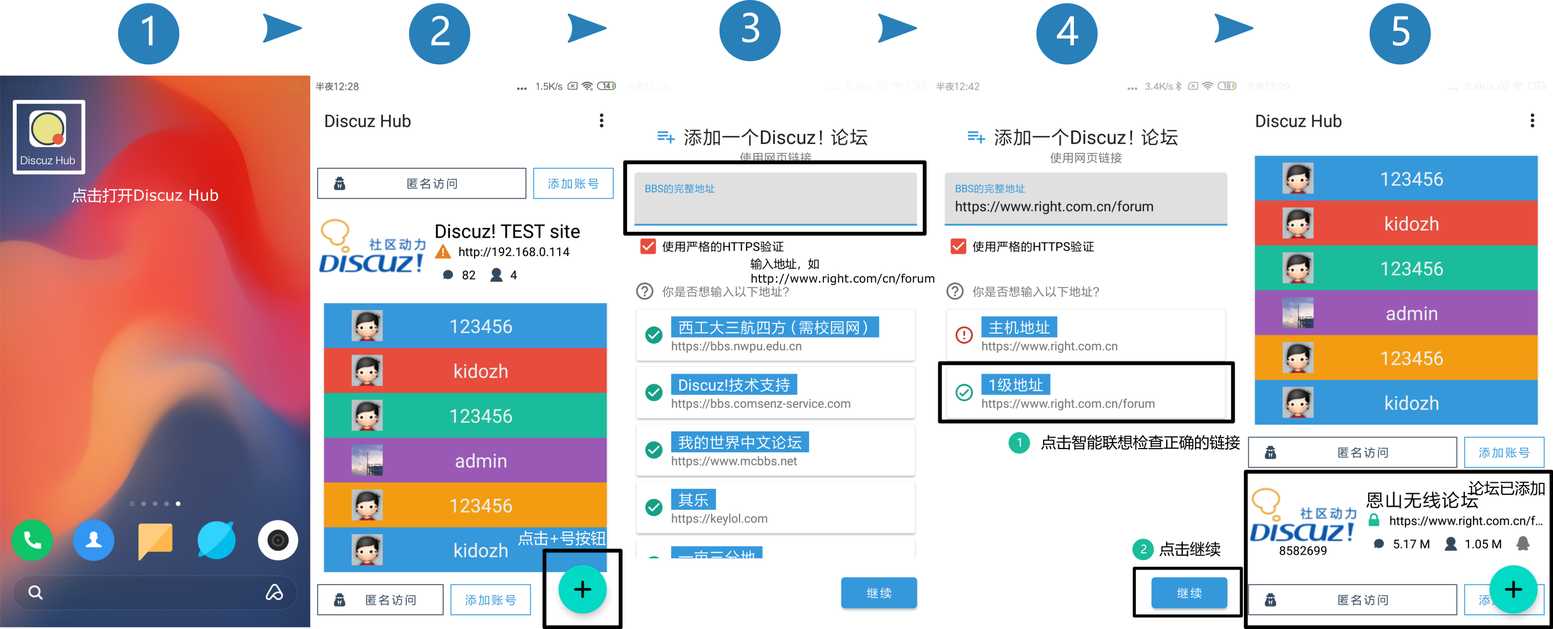 1
2
3
4
5
Discuz Hub
点击打开Discuz Hub
半夜12:28
... 1.5K/s 14
Discuz Hub
匿名访问
添加账号
社区动力
DISCUZ!
Discuz! TEST site
http://192.168.0.114
82 4
123456
kidozh
123456
admin
123456
kidozh
点击+号按钮
匿名访问
添加账号
+
添加一个Discuz! 论坛
使用网页链接
BBS的完整地址
使用严格的HTTPS验证
输入地址，如
http://www.right.com/cn/forum
你是否想输入以下地址?
西工大三航四方（需校园网）
https://bbs.nwpu.edu.cn
Discuz!技术支持
https://bbs.comsenz-service.com
我的世界中文论坛
https://www.mcbbs.net
其乐
https://keylol.com
一亩三分地
继续
半夜12:42
... 3.4K/s
添加一个Discuz! 论坛
使用网页链接
BBS的完整地址
https://www.right.com.cn/forum
使用严格的HTTPS验证
你是否想输入以下地址?
主机地址
https://www.right.com.cn
1级地址
https://www.right.com.cn/forum
1 点击智能联想检查正确的链接
2 点击继续
继续
Discuz Hub
123456
kidozh
123456
admin
123456
kidozh
匿名访问
添加账号
论坛已添加
社区动力
DISCUZ!
8582699
恩山无线论坛
https://www.right.com.cn/f...
5.17 M 1.05 M
匿名访问
添
+